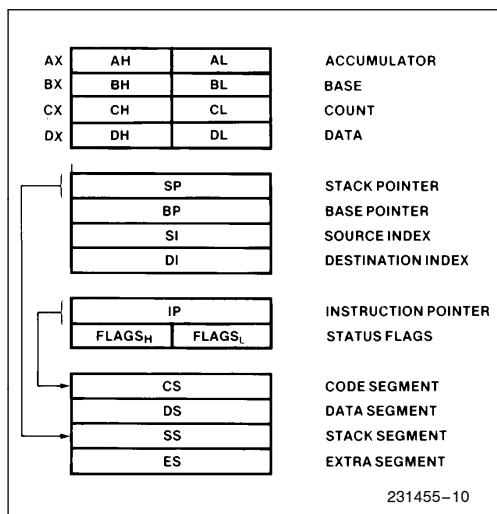 AX AH AL ACCUMULATOR
BX BH BL BASE
CX CH CL COUNT
DX DH DL DATA
SP STACK POINTER
BP BASE POINTER
SI SOURCE INDEX
DI DESTINATION INDEX
IP INSTRUCTION POINTER
FLAGSH FLAGSL STATUS FLAGS
CS CODE SEGMENT
DS DATA SEGMENT
SS STACK SEGMENT
ES EXTRA SEGMENT
231455–10